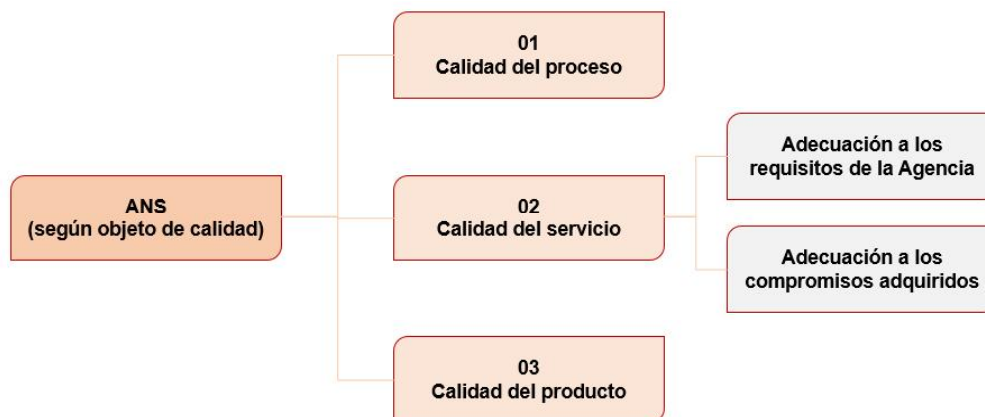 01
Calidad del proceso
Adecuación a los
requisitos de la Agencia
ANS
(según objeto de calidad)
02
Calidad del servicio
Adecuación a los
compromisos adquiridos
03
Calidad del producto